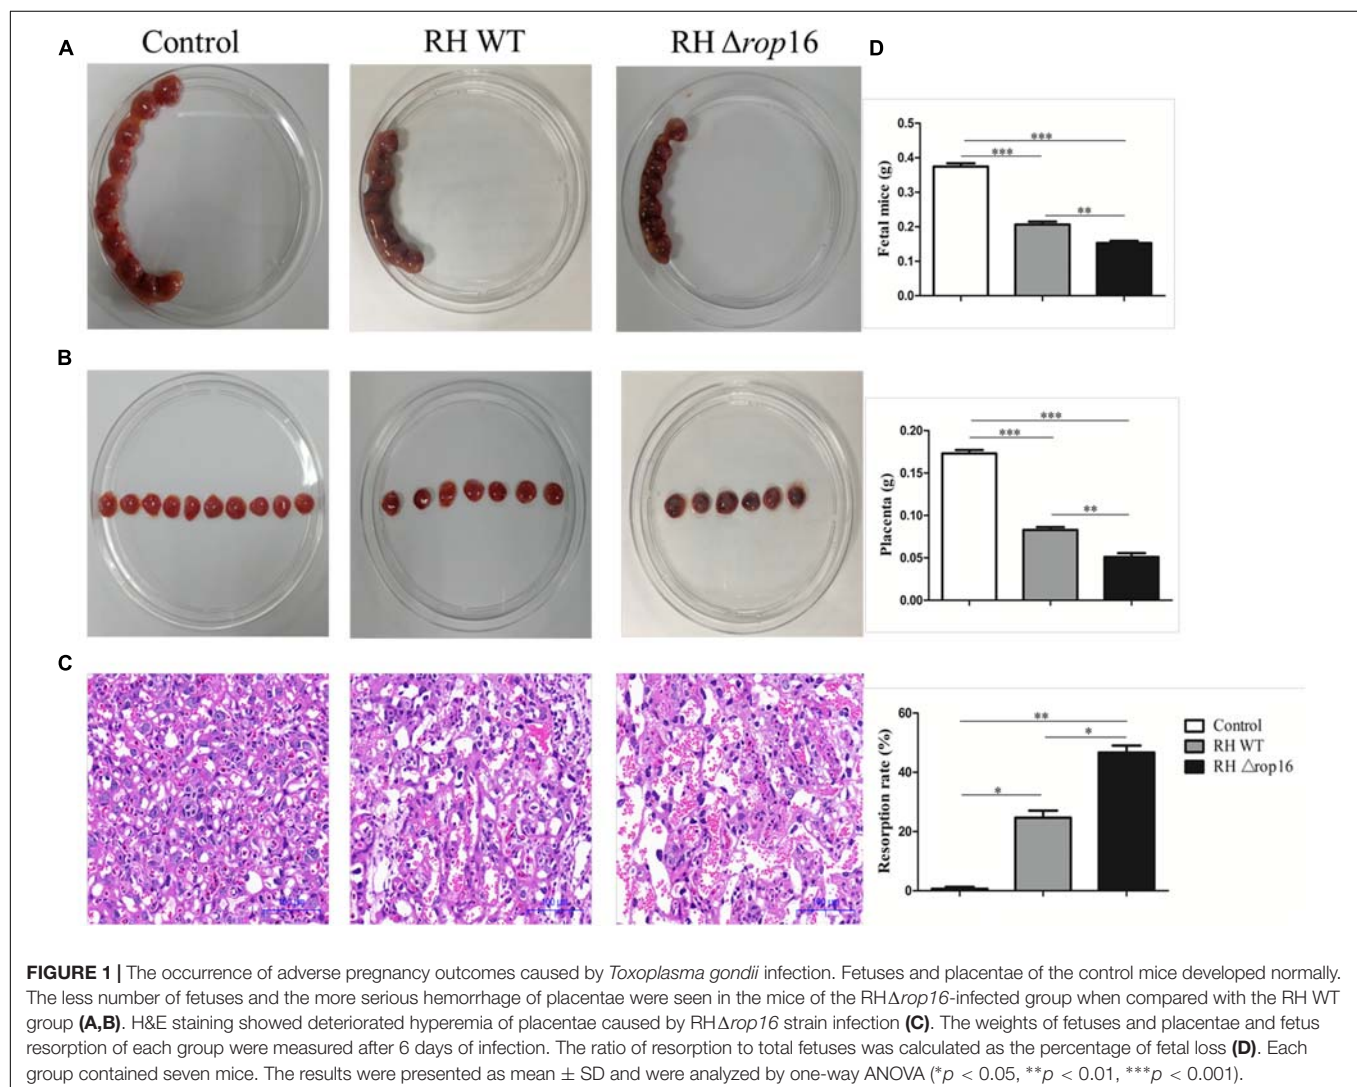 A
Control
RH WT
RH Δrop16
D
0.5
0.4
0.3
0.2
0.1
0.0
Fetal mice (g)
***
***
**
B
0.20
0.15
0.10
0.05
0.00
Placenta (g)
***
***
**
C
60
40
20
0
Resorption rate (%)
**
*
*
Control
RH WT
RH △rop16
FIGURE 1 | The occurrence of adverse pregnancy outcomes caused by Toxoplasma gondii infection. Fetuses and placentae of the control mice developed normally.
The less number of fetuses and the more serious hemorrhage of placentae were seen in the mice of the RHΔrop16-infected group when compared with the RH WT
group (A,B). H&E staining showed deteriorated hyperemia of placentae caused by RHΔrop16 strain infection (C). The weights of fetuses and placentae and fetus
resorption of each group were measured after 6 days of infection. The ratio of resorption to total fetuses was calculated as the percentage of fetal loss (D). Each
group contained seven mice. The results were presented as mean ± SD and were analyzed by one-way ANOVA (*p < 0.05, **p < 0.01, ***p < 0.001).